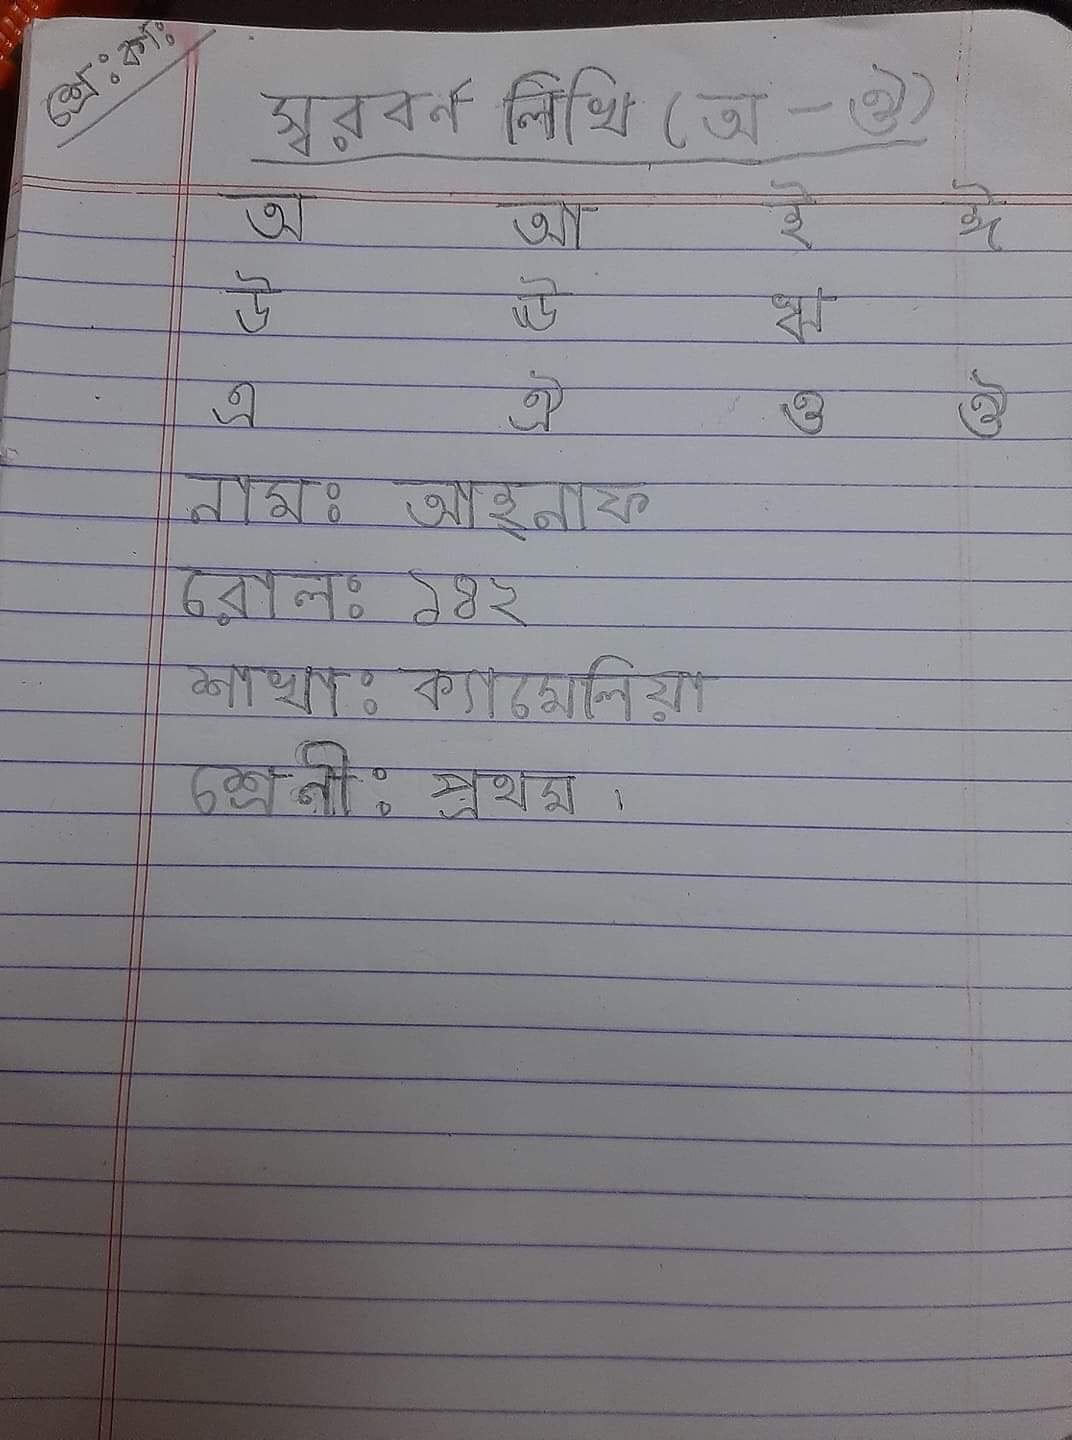 শ্রে: কা:
স্বরবর্ন লিখি (অ - ঔ)
অ আ ই ঈ
উ ঊ ঋ
এ ঐ ও ঔ
নামঃ আইনাফ
রোলঃ ১৪২
শাখাঃ ক্যামেলিয়া
শ্রেনীঃ প্রথম।